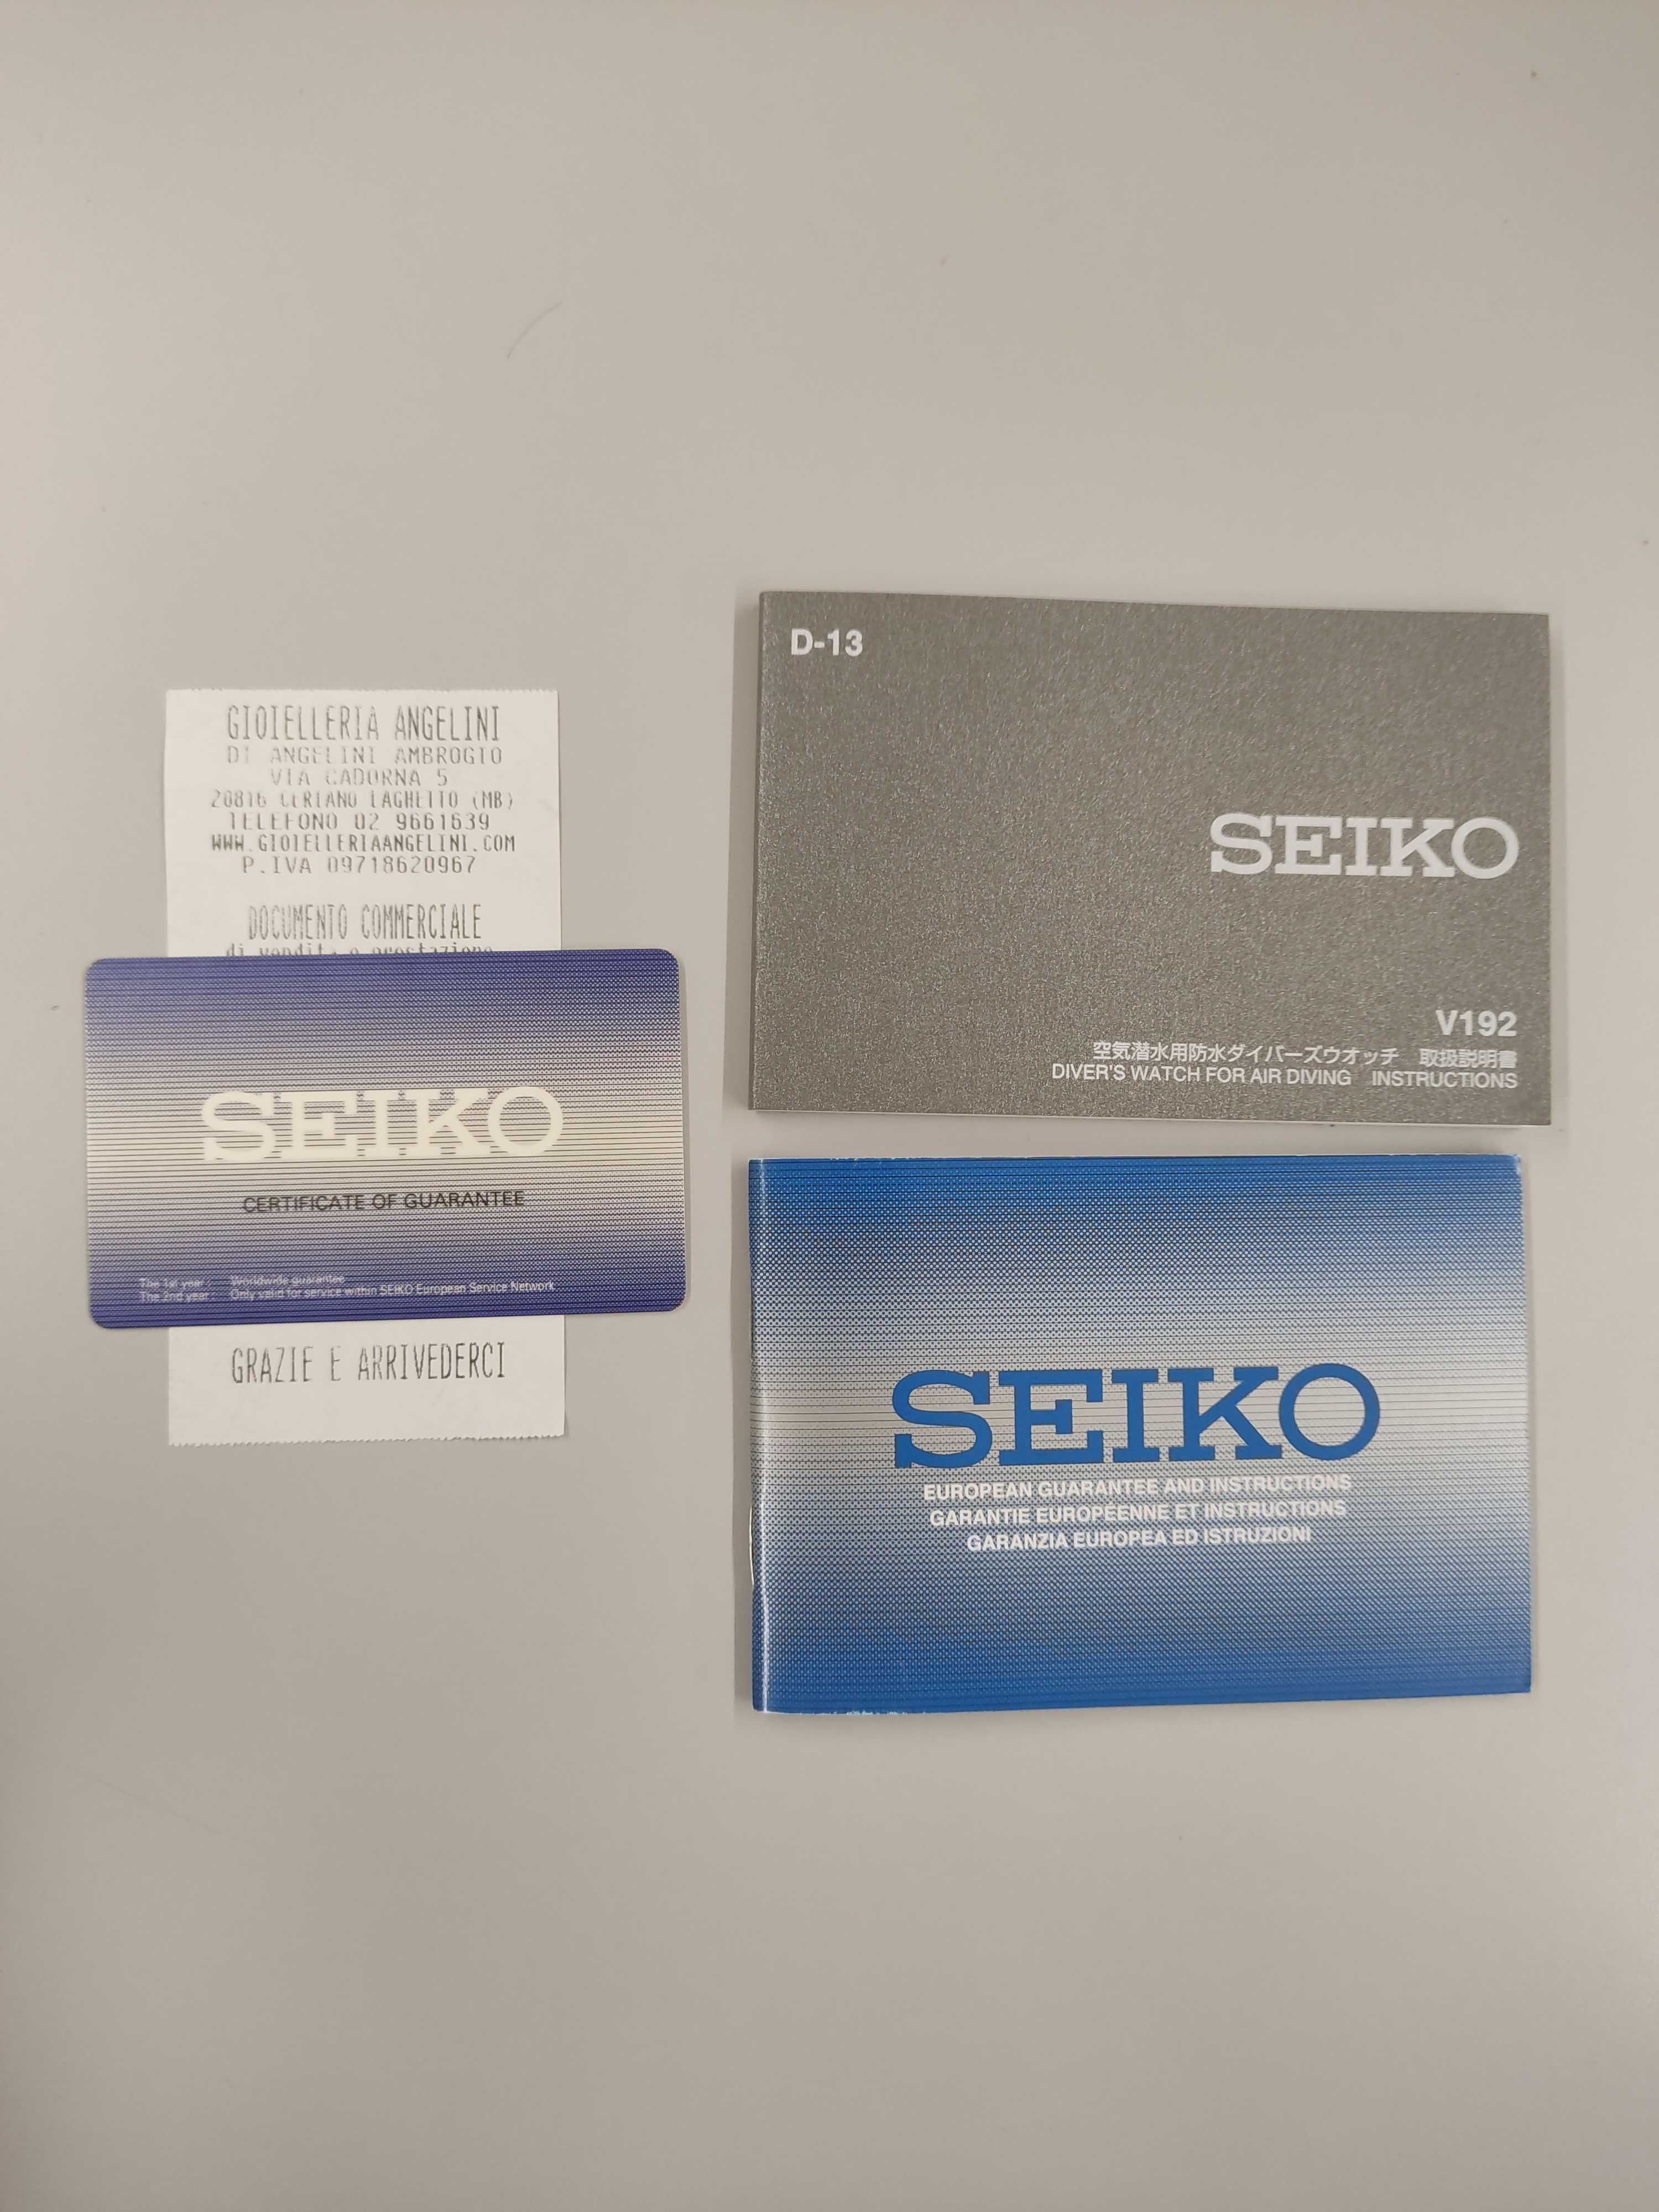 GIOIELLERIA ANGELINI
DI ANGELINI AMBROGIO
VIA CADORNA 5
20816 CERIANO LAGHETTO (MB)
TELEFONO 02 9661639
WWW.GIOIELLERIAANGELINI.COM
P.IVA 09718620967
DOCUMENTO COMMERCIALE
di vendita o prestazione
SEIKO
CERTIFICATE OF GUARANTEE
The 1st year: Worldwide guarantee
The 2nd year: Only valid for service within SEIKO European Service Network
GRAZIE E ARRIVEDERCI
D-13
SEIKO
V192
空気潜水用防水ダイバーズウオッチ 取扱説明書
DIVER'S WATCH FOR AIR DIVING INSTRUCTIONS
SEIKO
EUROPEAN GUARANTEE AND INSTRUCTIONS
GARANTIE EUROPÉENNE ET INSTRUCTIONS
GARANZIA EUROPEA ED ISTRUZIONI